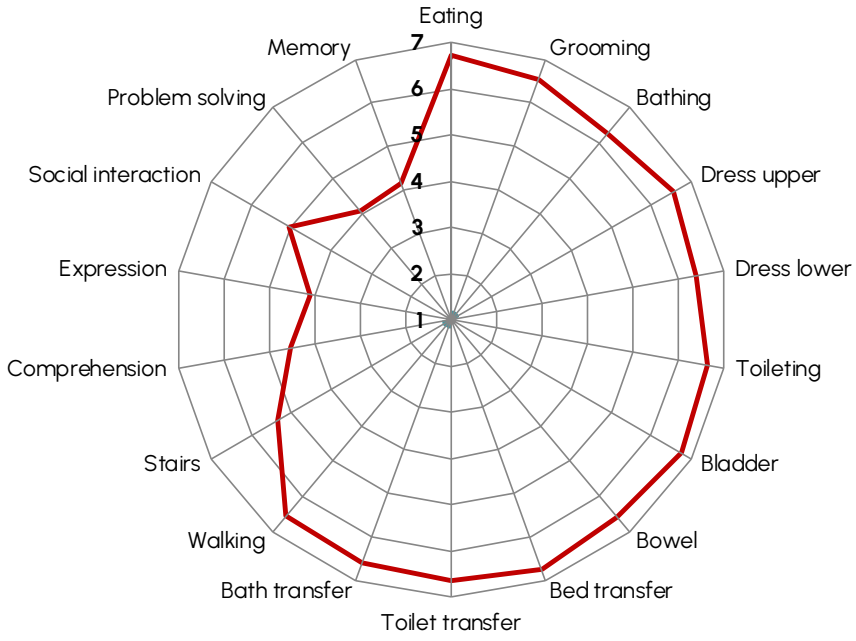 Eating
Grooming
Bathing
Dress upper
Dress lower
Toileting
Bladder
Bowel
Bed transfer
Toilet transfer
Bath transfer
Walking
Stairs
Comprehension
Expression
Social interaction
Problem solving
Memory
7
6
5
4
3
2
1